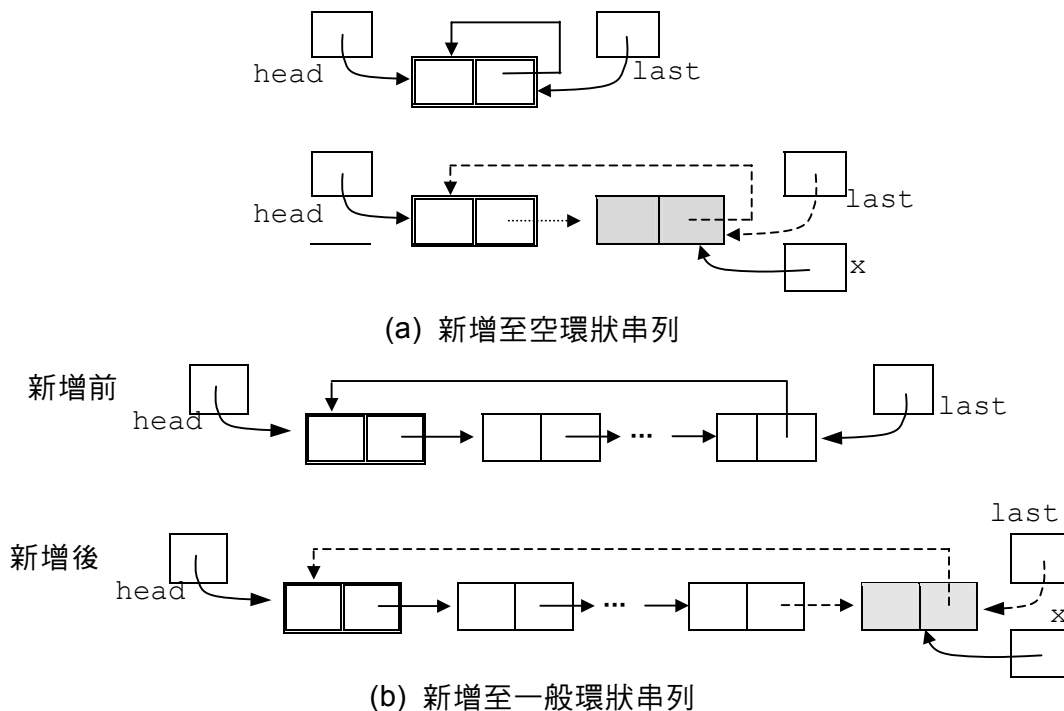 head
last
head
last
x
(a) 新增至空環狀串列
新增前
head
last
...
新增後
last
head
...
x
(b) 新增至一般環狀串列